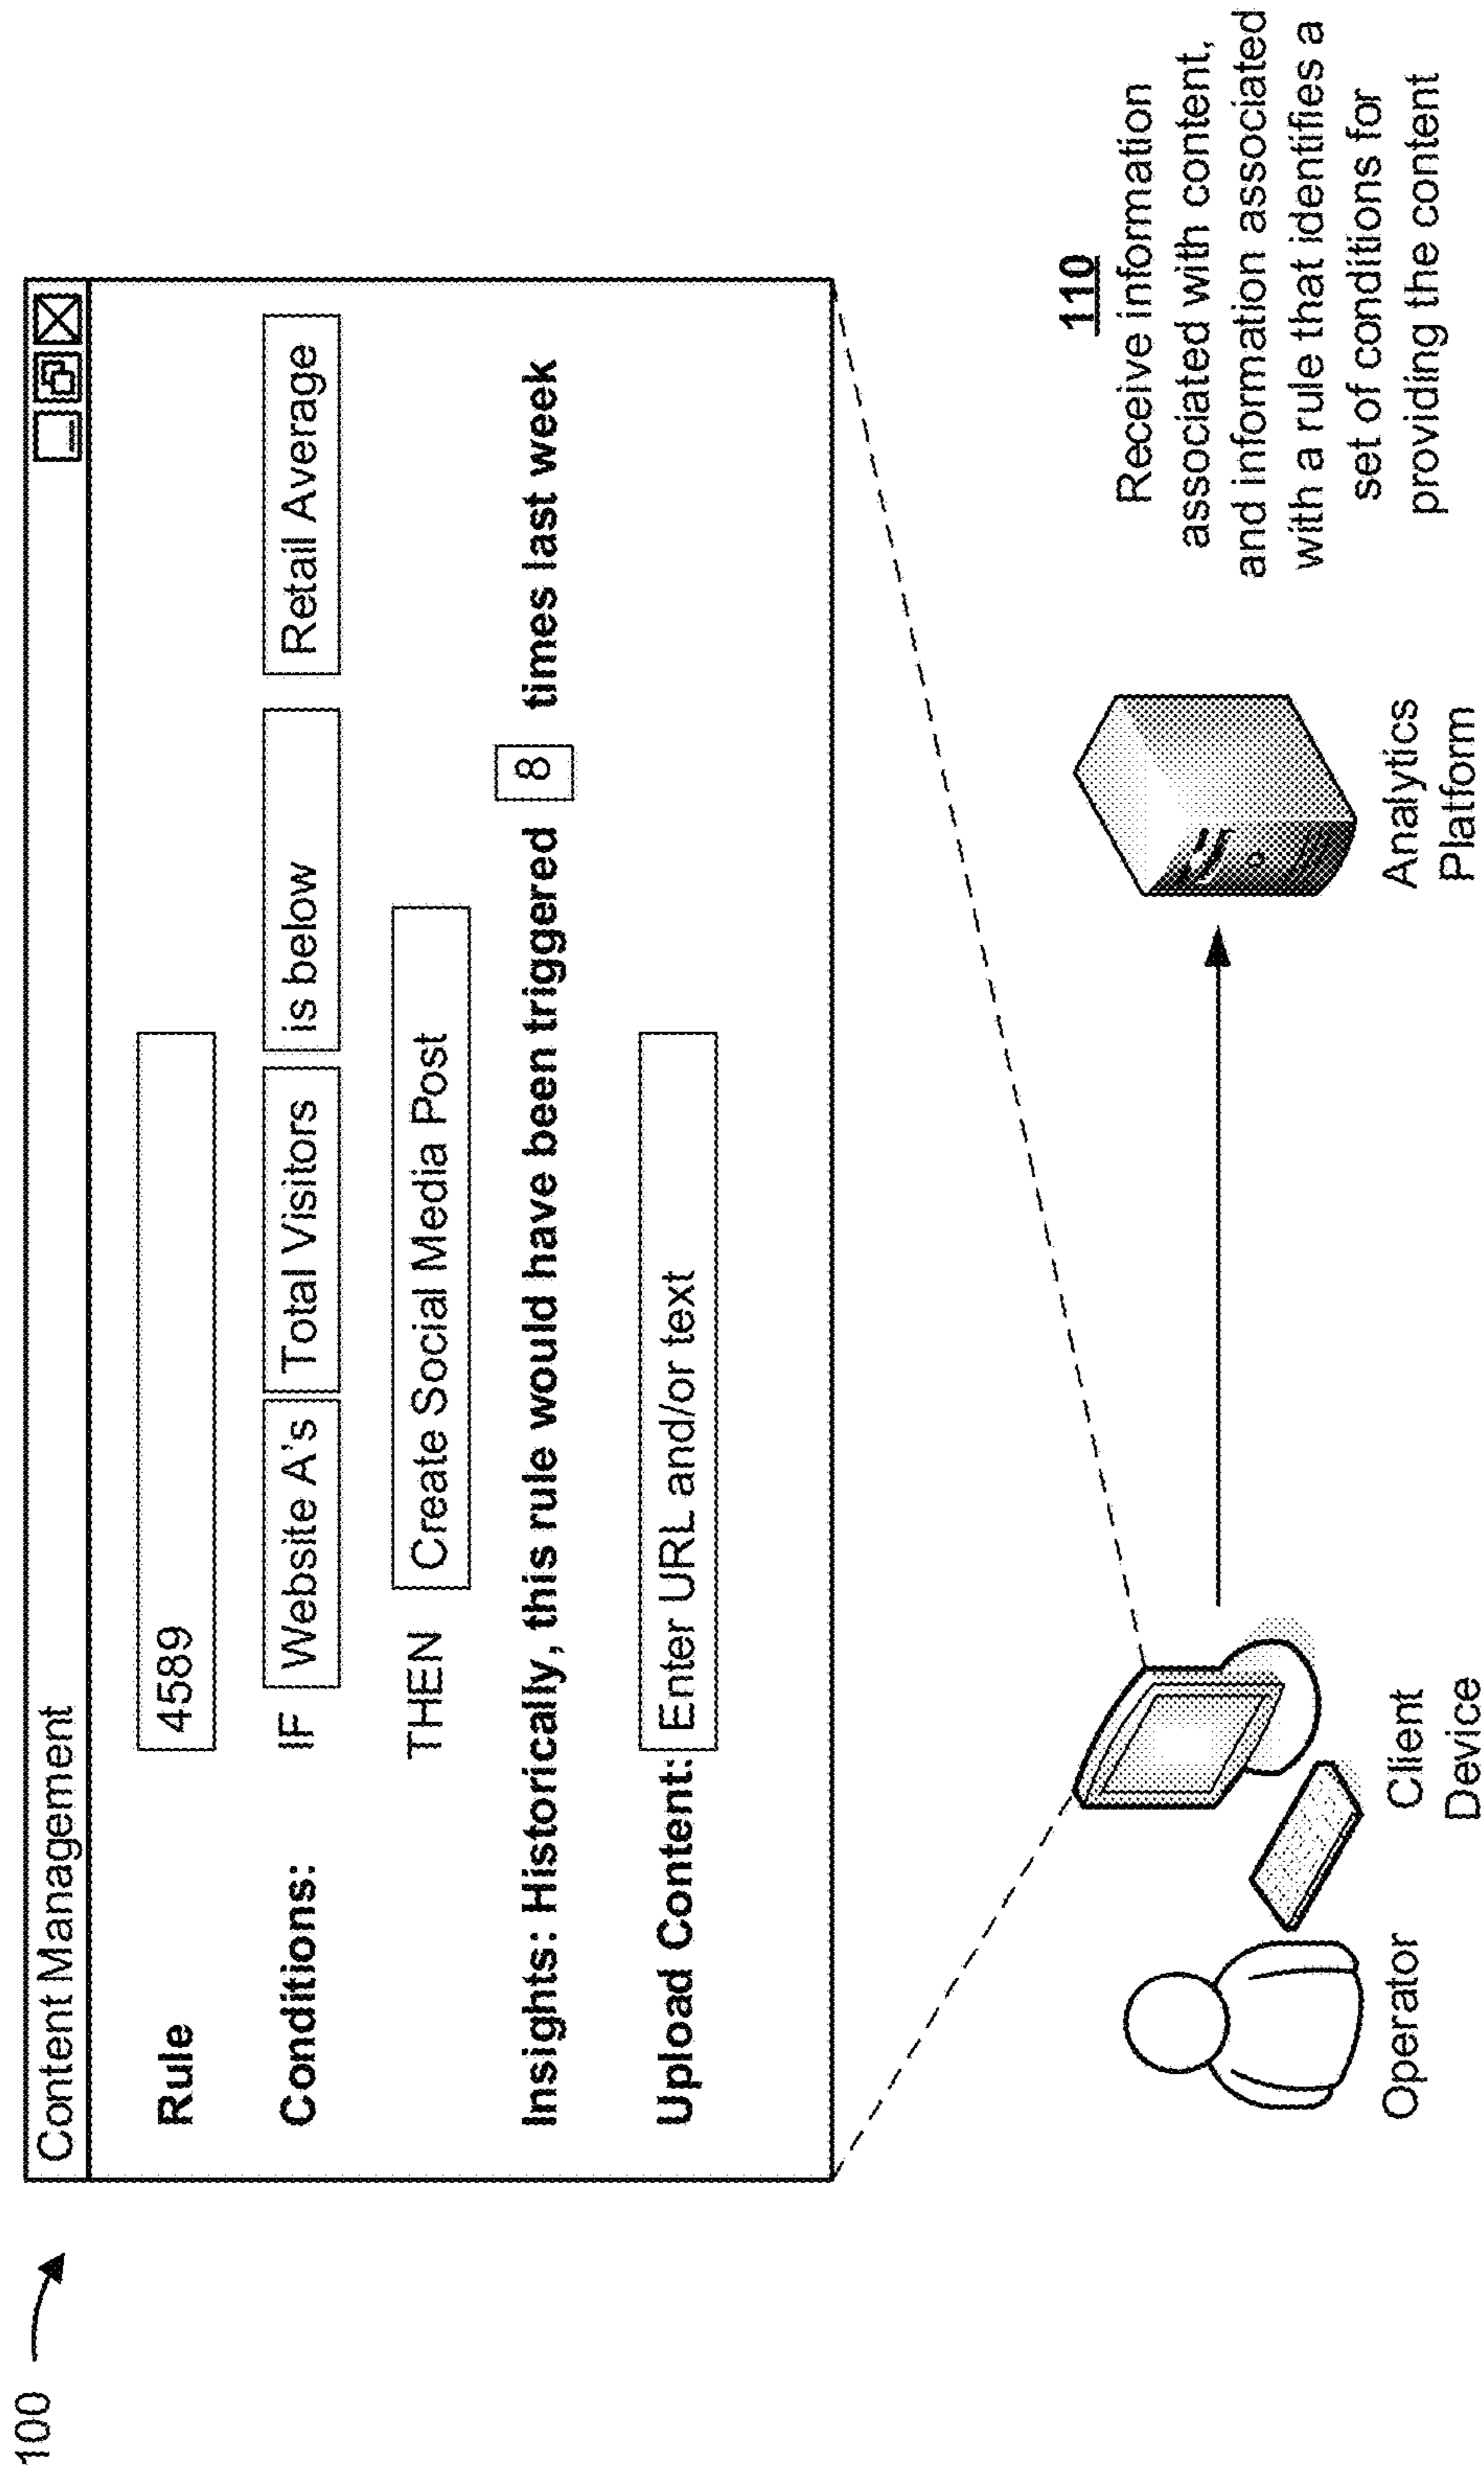 100
Content Management
Rule 4589
Conditions: IF Website A's Total Visitors is below Retail Average
THEN Create Social Media Post
Insights: Historically, this rule would have been triggered 8 times last week
Upload Content: Enter URL and/or text
Operator
Client
Device
Analytics
Platform
110
Receive information
associated with content,
and information associated
with a rule that identifies a
set of conditions for
providing the content